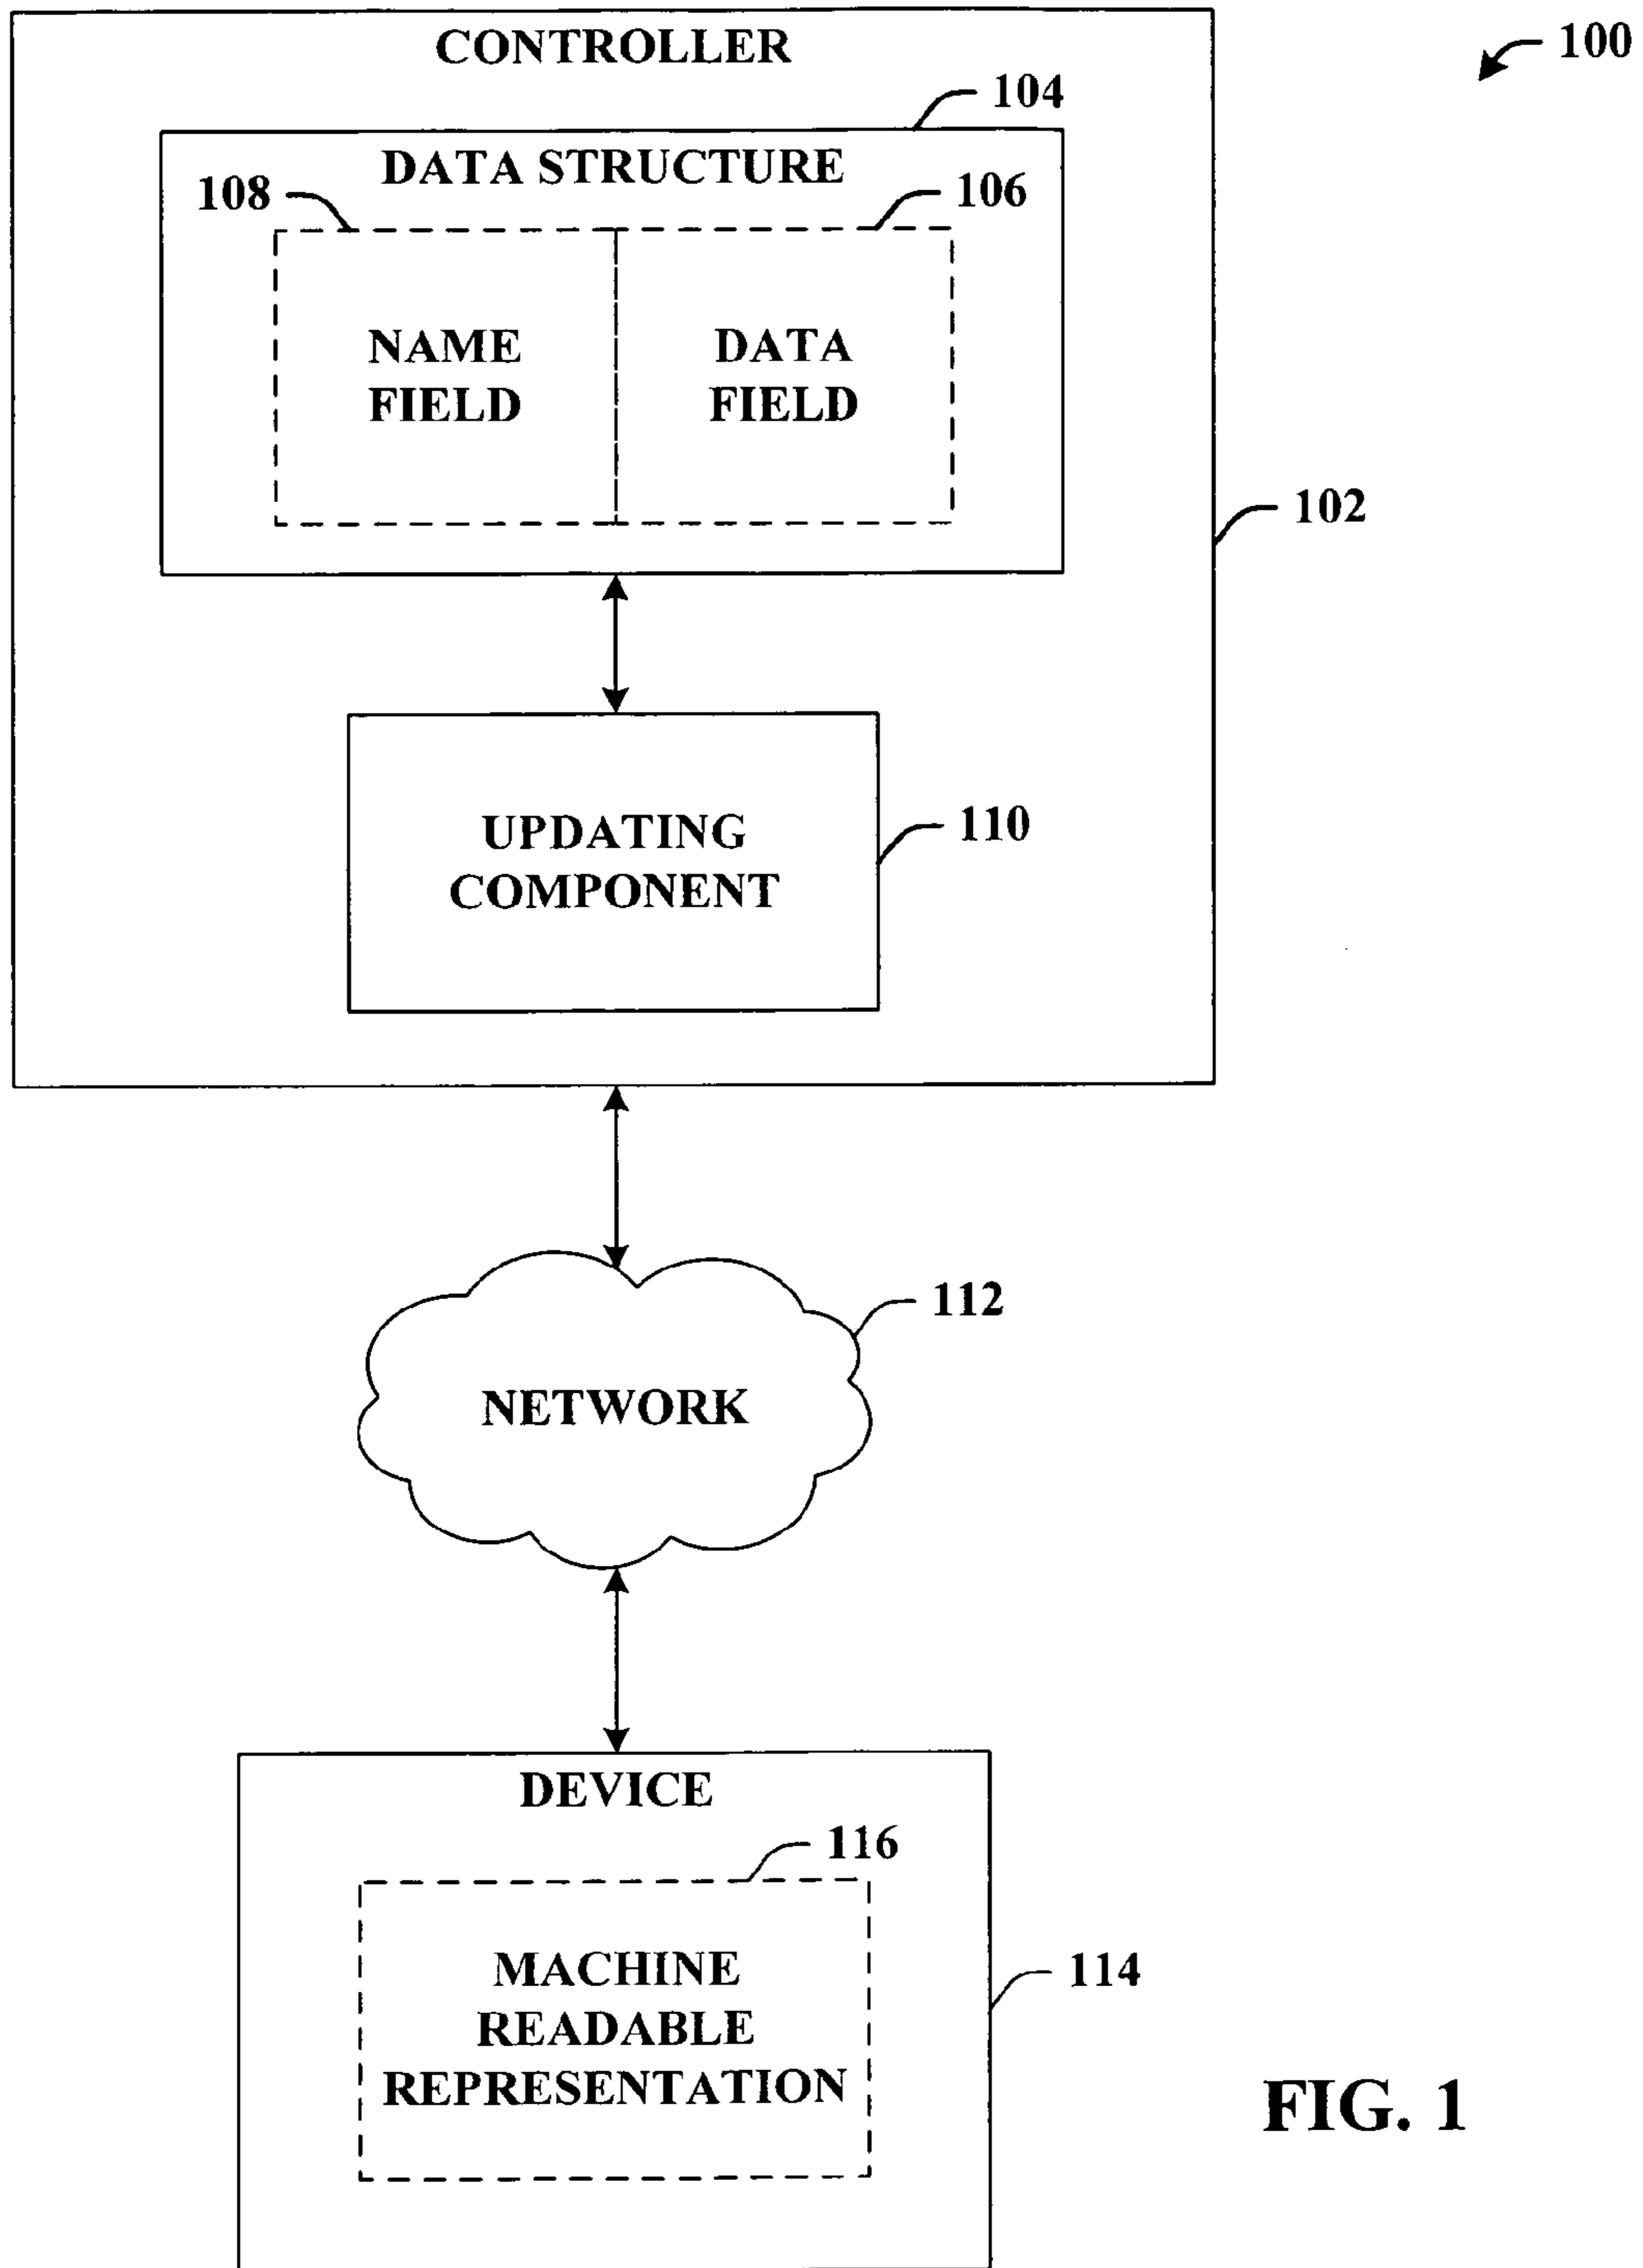 CONTROLLER
100
104
DATA STRUCTURE
108
106
NAME
FIELD
DATA
FIELD
102
UPDATING
COMPONENT
110
112
NETWORK
DEVICE
116
MACHINE
READABLE
REPRESENTATION
114
FIG. 1